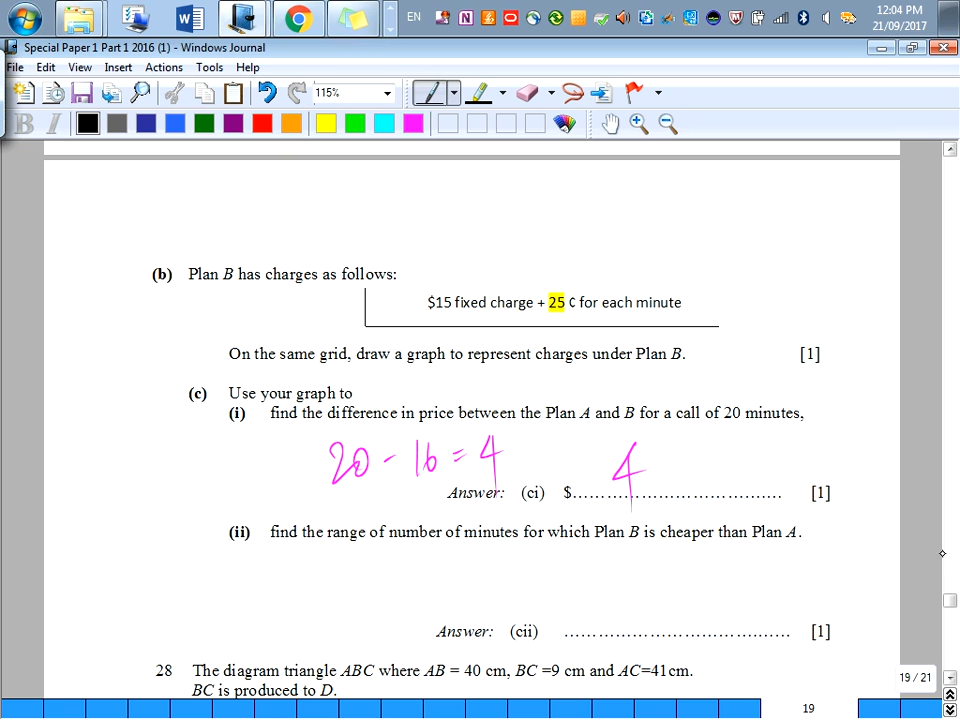 12:04 PM
EN
21/09/2017
Special Paper 1 Part 1 2016 (1) - Windows Journal
File Edit View Insert Actions Tools Help
115%
B I
(b) Plan B has charges as follows:
$15 fixed charge + 25 ¢ for each minute
On the same grid, draw a graph to represent charges under Plan B. [1]
(c) Use your graph to
(i) find the difference in price between the Plan A and B for a call of 20 minutes,
20 - 16 = 4
4
Answer: (ci) $………………………………… [1]
(ii) find the range of number of minutes for which Plan B is cheaper than Plan A.
Answer: (cii) ………………………………….. [1]
28 The diagram triangle ABC where AB = 40 cm, BC =9 cm and AC=41cm.
BC is produced to D.
19 / 21
19